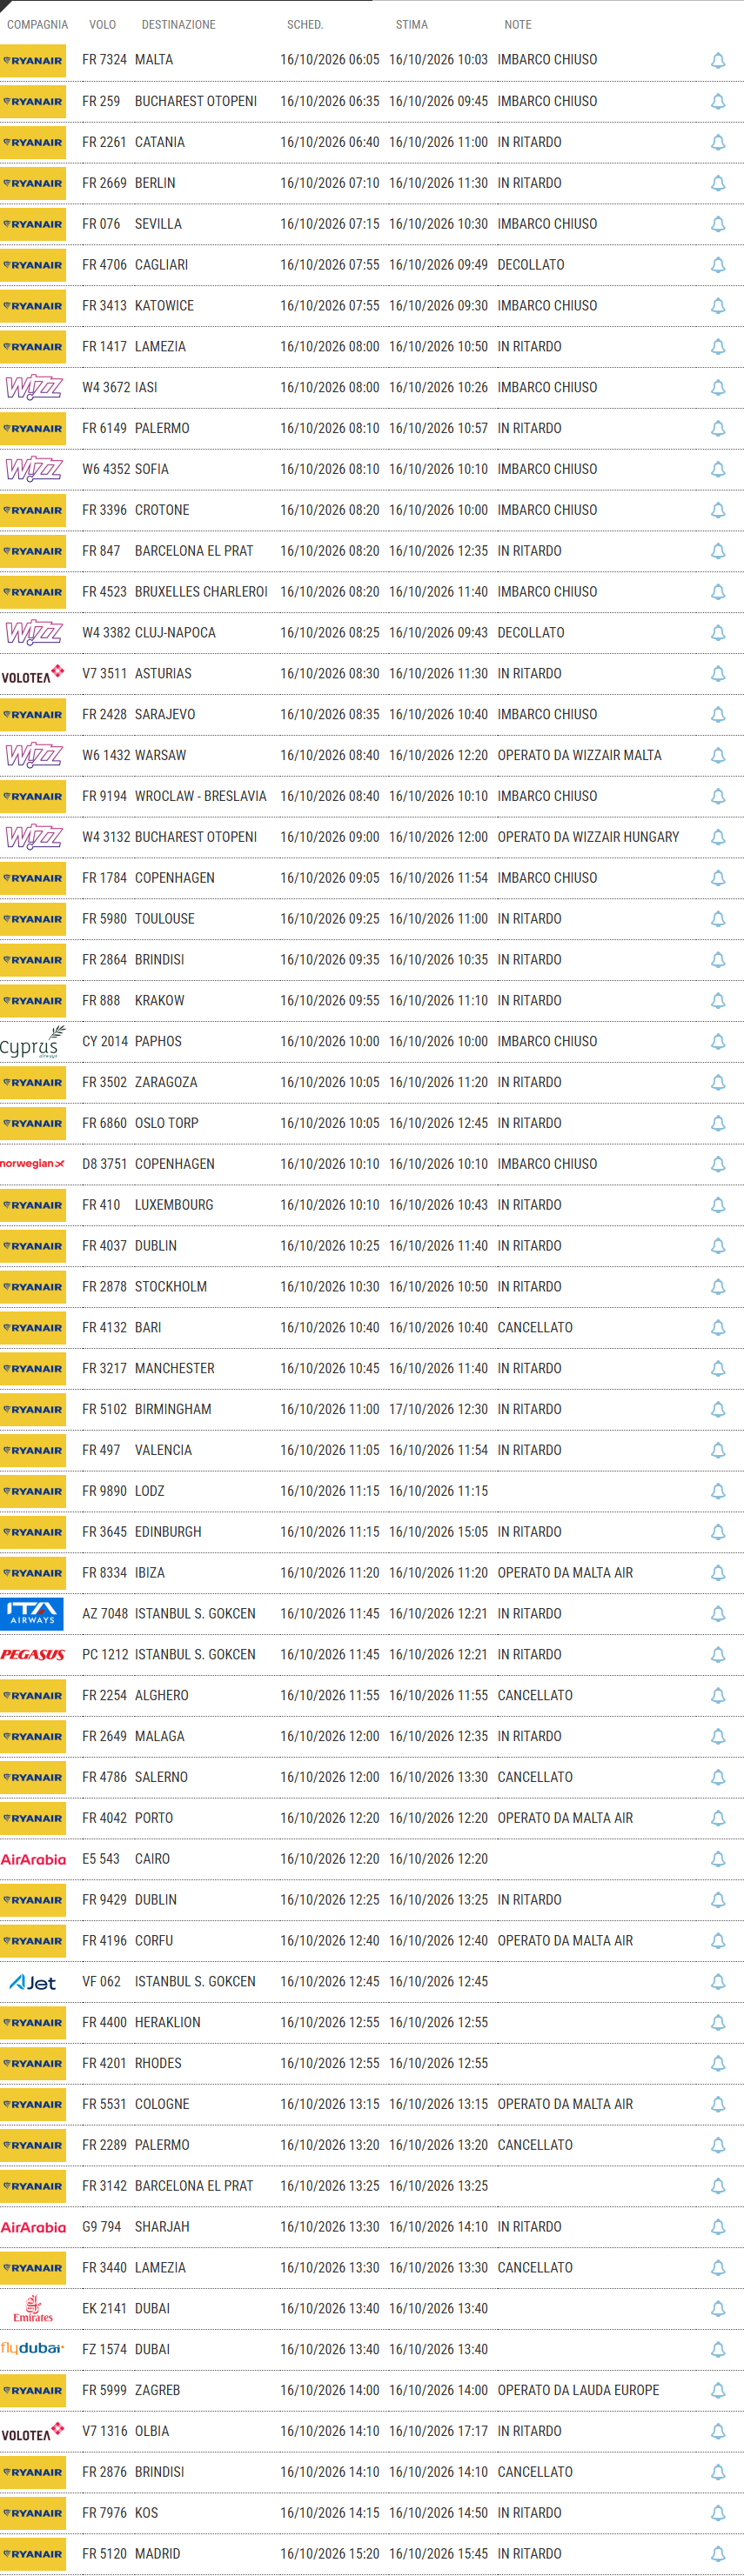 COMPAGNIA VOLO DESTINAZIONE SCHED. STIMA NOTE
RYANAIR FR 7324 MALTA 16/10/2026 06:05 16/10/2026 10:03 IMBARCO CHIUSO
RYANAIR FR 259 BUCHAREST OTOPENI 16/10/2026 06:35 16/10/2026 09:45 IMBARCO CHIUSO
RYANAIR FR 2261 CATANIA 16/10/2026 06:40 16/10/2026 11:00 IN RITARDO
RYANAIR FR 2669 BERLIN 16/10/2026 07:10 16/10/2026 11:30 IN RITARDO
RYANAIR FR 076 SEVILLA 16/10/2026 07:15 16/10/2026 10:30 IMBARCO CHIUSO
RYANAIR FR 4706 CAGLIARI 16/10/2026 07:55 16/10/2026 09:49 DECOLLATO
RYANAIR FR 3413 KATOWICE 16/10/2026 07:55 16/10/2026 09:30 IMBARCO CHIUSO
RYANAIR FR 1417 LAMEZIA 16/10/2026 08:00 16/10/2026 10:50 IN RITARDO
WIZZ W4 3672 IASI 16/10/2026 08:00 16/10/2026 10:26 IMBARCO CHIUSO
RYANAIR FR 6149 PALERMO 16/10/2026 08:10 16/10/2026 10:57 IN RITARDO
WIZZ W6 4352 SOFIA 16/10/2026 08:10 16/10/2026 10:10 IMBARCO CHIUSO
RYANAIR FR 3396 CROTONE 16/10/2026 08:20 16/10/2026 10:00 IMBARCO CHIUSO
RYANAIR FR 847 BARCELONA EL PRAT 16/10/2026 08:20 16/10/2026 12:35 IN RITARDO
RYANAIR FR 4523 BRUXELLES CHARLEROI 16/10/2026 08:20 16/10/2026 11:40 IMBARCO CHIUSO
WIZZ W4 3382 CLUJ-NAPOCA 16/10/2026 08:25 16/10/2026 09:43 DECOLLATO
VOLOTEA V7 3511 ASTURIAS 16/10/2026 08:30 16/10/2026 11:30 IN RITARDO
RYANAIR FR 2428 SARAJEVO 16/10/2026 08:35 16/10/2026 10:40 IMBARCO CHIUSO
WIZZ W6 1432 WARSAW 16/10/2026 08:40 16/10/2026 12:20 OPERATO DA WIZZAIR MALTA
RYANAIR FR 9194 WROCLAW - BRESLAVIA 16/10/2026 08:40 16/10/2026 10:10 IMBARCO CHIUSO
WIZZ W4 3132 BUCHAREST OTOPENI 16/10/2026 09:00 16/10/2026 12:00 OPERATO DA WIZZAIR HUNGARY
RYANAIR FR 1784 COPENHAGEN 16/10/2026 09:05 16/10/2026 11:54 IMBARCO CHIUSO
RYANAIR FR 5980 TOULOUSE 16/10/2026 09:25 16/10/2026 11:00 IN RITARDO
RYANAIR FR 2864 BRINDISI 16/10/2026 09:35 16/10/2026 10:35 IN RITARDO
RYANAIR FR 888 KRAKOW 16/10/2026 09:55 16/10/2026 11:10 IN RITARDO
Cyprus airways CY 2014 PAPHOS 16/10/2026 10:00 16/10/2026 10:00 IMBARCO CHIUSO
RYANAIR FR 3502 ZARAGOZA 16/10/2026 10:05 16/10/2026 11:20 IN RITARDO
RYANAIR FR 6860 OSLO TORP 16/10/2026 10:05 16/10/2026 12:45 IN RITARDO
norwegian D8 3751 COPENHAGEN 16/10/2026 10:10 16/10/2026 10:10 IMBARCO CHIUSO
RYANAIR FR 410 LUXEMBOURG 16/10/2026 10:10 16/10/2026 10:43 IN RITARDO
RYANAIR FR 4037 DUBLIN 16/10/2026 10:25 16/10/2026 11:40 IN RITARDO
RYANAIR FR 2878 STOCKHOLM 16/10/2026 10:30 16/10/2026 10:50 IN RITARDO
RYANAIR FR 4132 BARI 16/10/2026 10:40 16/10/2026 10:40 CANCELLATO
RYANAIR FR 3217 MANCHESTER 16/10/2026 10:45 16/10/2026 11:40 IN RITARDO
RYANAIR FR 5102 BIRMINGHAM 16/10/2026 11:00 17/10/2026 12:30 IN RITARDO
RYANAIR FR 497 VALENCIA 16/10/2026 11:05 16/10/2026 11:54 IN RITARDO
RYANAIR FR 9890 LODZ 16/10/2026 11:15 16/10/2026 11:15
RYANAIR FR 3645 EDINBURGH 16/10/2026 11:15 16/10/2026 15:05 IN RITARDO
RYANAIR FR 8334 IBIZA 16/10/2026 11:20 16/10/2026 11:20 OPERATO DA MALTA AIR
ITA AIRWAYS AZ 7048 ISTANBUL S. GOKCEN 16/10/2026 11:45 16/10/2026 12:21 IN RITARDO
PEGASUS PC 1212 ISTANBUL S. GOKCEN 16/10/2026 11:45 16/10/2026 12:21 IN RITARDO
RYANAIR FR 2254 ALGHERO 16/10/2026 11:55 16/10/2026 11:55 CANCELLATO
RYANAIR FR 2649 MALAGA 16/10/2026 12:00 16/10/2026 12:35 IN RITARDO
RYANAIR FR 4786 SALERNO 16/10/2026 12:00 16/10/2026 13:30 CANCELLATO
RYANAIR FR 4042 PORTO 16/10/2026 12:20 16/10/2026 12:20 OPERATO DA MALTA AIR
AirArabia E5 543 CAIRO 16/10/2026 12:20 16/10/2026 12:20
RYANAIR FR 9429 DUBLIN 16/10/2026 12:25 16/10/2026 13:25 IN RITARDO
RYANAIR FR 4196 CORFU 16/10/2026 12:40 16/10/2026 12:40 OPERATO DA MALTA AIR
AJet VF 062 ISTANBUL S. GOKCEN 16/10/2026 12:45 16/10/2026 12:45
RYANAIR FR 4400 HERAKLION 16/10/2026 12:55 16/10/2026 12:55
RYANAIR FR 4201 RHODES 16/10/2026 12:55 16/10/2026 12:55
RYANAIR FR 5531 COLOGNE 16/10/2026 13:15 16/10/2026 13:15 OPERATO DA MALTA AIR
RYANAIR FR 2289 PALERMO 16/10/2026 13:20 16/10/2026 13:20 CANCELLATO
RYANAIR FR 3142 BARCELONA EL PRAT 16/10/2026 13:25 16/10/2026 13:25
AirArabia G9 794 SHARJAH 16/10/2026 13:30 16/10/2026 14:10 IN RITARDO
RYANAIR FR 3440 LAMEZIA 16/10/2026 13:30 16/10/2026 13:30 CANCELLATO
Emirates EK 2141 DUBAI 16/10/2026 13:40 16/10/2026 13:40
flydubai FZ 1574 DUBAI 16/10/2026 13:40 16/10/2026 13:40
RYANAIR FR 5999 ZAGREB 16/10/2026 14:00 16/10/2026 14:00 OPERATO DA LAUDA EUROPE
VOLOTEA V7 1316 OLBIA 16/10/2026 14:10 16/10/2026 17:17 IN RITARDO
RYANAIR FR 2876 BRINDISI 16/10/2026 14:10 16/10/2026 14:10 CANCELLATO
RYANAIR FR 7976 KOS 16/10/2026 14:15 16/10/2026 14:50 IN RITARDO
RYANAIR FR 5120 MADRID 16/10/2026 15:20 16/10/2026 15:45 IN RITARDO